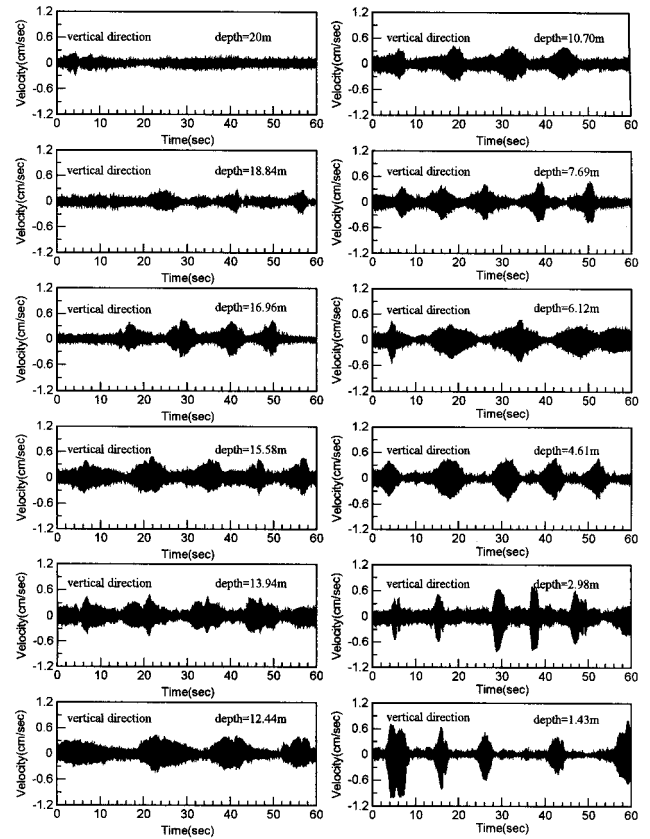 1.2
Velocity(cm/sec)
0.6
0
-0.6
-1.2
vertical direction depth=20m
0 10 20 30 40 50 60
Time(sec)
1.2
Velocity(cm/sec)
0.6
0
-0.6
-1.2
vertical direction depth=18.84m
0 10 20 30 40 50 60
Time(sec)
1.2
Velocity(cm/sec)
0.6
0
-0.6
-1.2
vertical direction depth=16.96m
0 10 20 30 40 50 60
Time(sec)
1.2
Velocity(cm/sec)
0.6
0
-0.6
-1.2
vertical direction depth=15.58m
0 10 20 30 40 50 60
Time(sec)
1.2
Velocity(cm/sec)
0.6
0
-0.6
-1.2
vertical direction depth=13.94m
0 10 20 30 40 50 60
Time(sec)
1.2
Velocity(cm/sec)
0.6
0
-0.6
-1.2
vertical direction depth=12.44m
0 10 20 30 40 50 60
Time(sec)
1.2
Velocity(cm/sec)
0.6
0
-0.6
-1.2
vertical direction depth=10.70m
0 10 20 30 40 50 60
Time(sec)
1.2
Velocity(cm/sec)
0.6
0
-0.6
-1.2
vertical direction depth=7.69m
0 10 20 30 40 50 60
Time(sec)
1.2
Velocity(cm/sec)
0.6
0
-0.6
-1.2
vertical direction depth=6.12m
0 10 20 30 40 50 60
Time(sec)
1.2
Velocity(cm/sec)
0.6
0
-0.6
-1.2
vertical direction depth=4.61m
0 10 20 30 40 50 60
Time(sec)
1.2
Velocity(cm/sec)
0.6
0
-0.6
-1.2
vertical direction depth=2.98m
0 10 20 30 40 50 60
Time(sec)
1.2
Velocity(cm/sec)
0.6
0
-0.6
-1.2
vertical direction depth=1.43m
0 10 20 30 40 50 60
Time(sec)